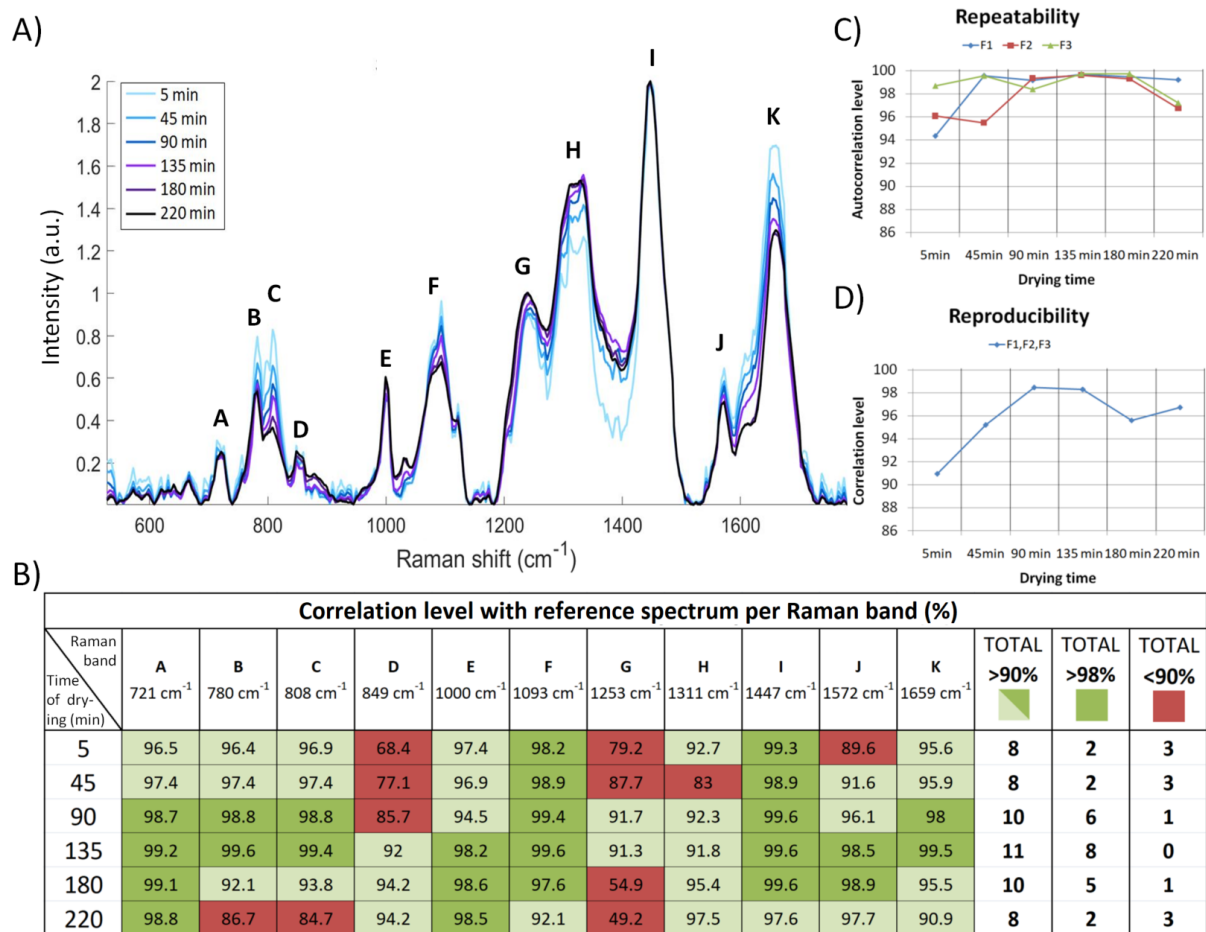 A)
5 min
45 min
90 min
135 min
180 min
220 min
A
B
C
D
E
F
G
H
I
J
K
2
1.8
1.6
1.4
1.2
1
0.8
0.6
0.4
0.2
Intensity (a.u.)
600 800 1000 1200 1400 1600
Raman shift (cm⁻¹)
C)
Repeatability
F1 F2 F3
100
98
96
94
92
90
88
86
Autocorrelation level
5min 45min 90 min 135 min 180 min 220 min
Drying time
D)
Reproducibility
F1,F2,F3
100
98
96
94
92
90
88
86
Correlation level
5min 45min 90 min 135 min 180 min 220 min
Drying time
B)
Correlation level with reference spectrum per Raman band (%)
Raman
band
Time
of dry-
ing (min)
A B C D E F G H I J K
721 cm⁻¹ 780 cm⁻¹ 808 cm⁻¹ 849 cm⁻¹ 1000 cm⁻¹ 1093 cm⁻¹ 1253 cm⁻¹ 1311 cm⁻¹ 1447 cm⁻¹ 1572 cm⁻¹ 1659 cm⁻¹
TOTAL TOTAL TOTAL
>90% >98% <90%
5 96.5 96.4 96.9 68.4 97.4 98.2 79.2 92.7 99.3 89.6 95.6 8 2 3
45 97.4 97.4 97.4 77.1 96.9 98.9 87.7 83 98.9 91.6 95.9 8 2 3
90 98.7 98.8 98.8 85.7 94.5 99.4 91.7 92.3 99.6 96.1 98 10 6 1
135 99.2 99.6 99.4 92 98.2 99.6 91.3 91.8 99.6 98.5 99.5 11 8 0
180 99.1 92.1 93.8 94.2 98.6 97.6 54.9 95.4 99.6 98.9 95.5 10 5 1
220 98.8 86.7 84.7 94.2 98.5 92.1 49.2 97.5 97.6 97.7 90.9 8 2 3